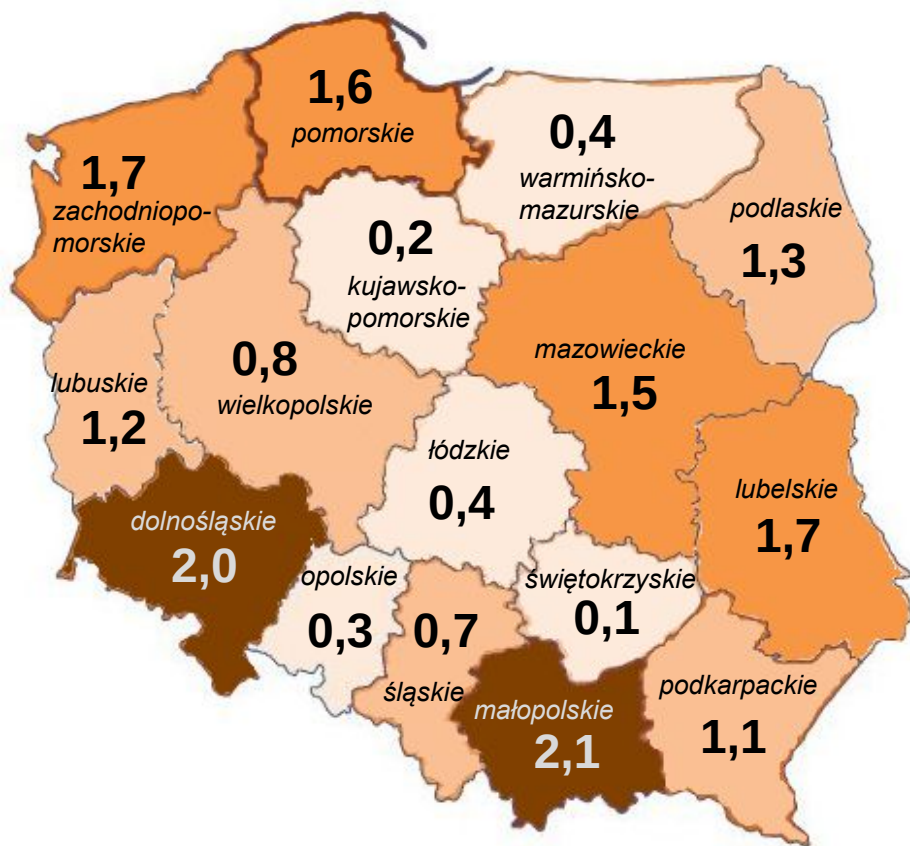 1,6
pomorskie
0,4
warmińsko-
mazurskie
1,7
zachodniopo-
morskie
podlaskie
1,3
0,2
kujawsko-
pomorskie
mazowieckie
1,5
0,8
wielkopolskie
lubuskie
1,2
łódzkie
0,4
lubelskie
1,7
dolnośląskie
2,0
opolskie
0,3
0,7
śląskie
świętokrzyskie
0,1
małopolskie
2,1
podkarpackie
1,1